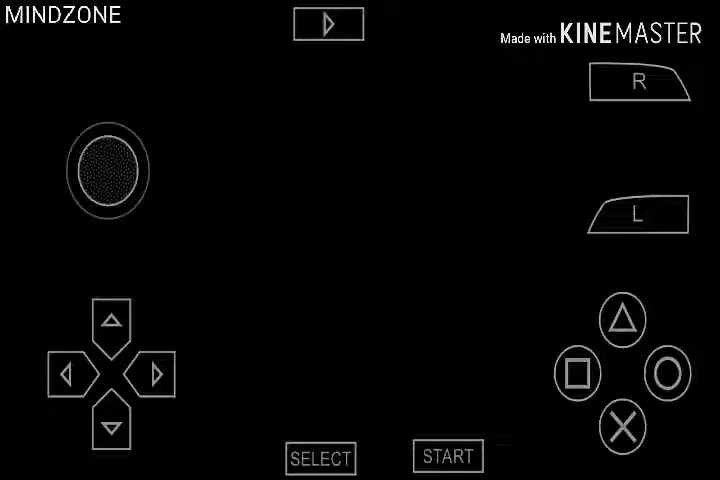 MINDZONE
Made with KINEMASTER
R
L
SELECT
START